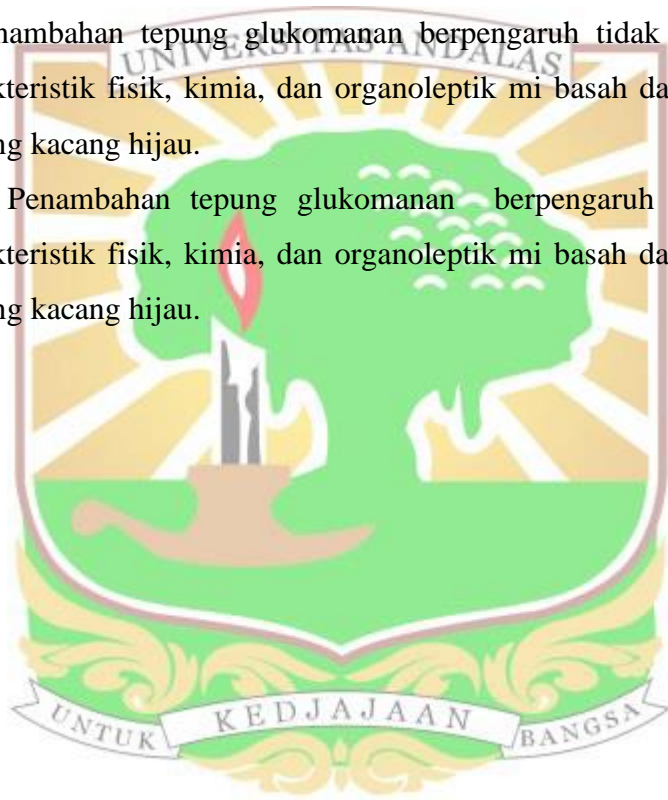 nambahan tepung glukomanan berpengaruh tidak
UNIVERSITAS ANDALAS
kteristik fisik, kimia, dan organoleptik mi basah da
ng kacang hijau.
Penambahan tepung glukomanan berpengaruh
kteristik fisik, kimia, dan organoleptik mi basah da
ng kacang hijau.
UNTUK KEDJAJAAN BANGSA